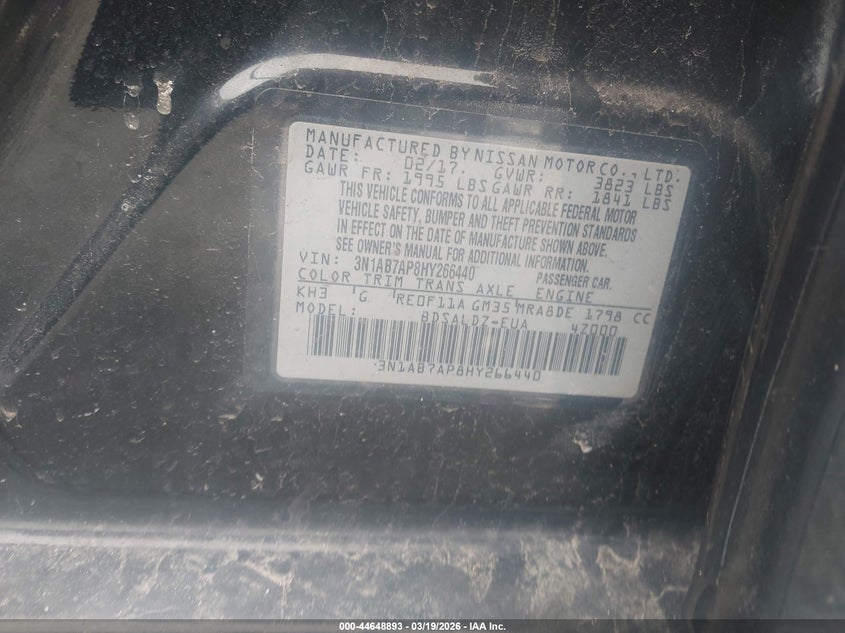 MANUFACTURED BY NISSAN MOTOR CO., LTD.
DATE: 02/17. GVWR: 3823 LBS
GAWR FR: 1995 LBS GAWR RR: 1841 LBS
THIS VEHICLE CONFORMS TO ALL APPLICABLE FEDERAL MOTOR
VEHICLE SAFETY, BUMPER AND THEFT PREVENTION STANDARDS
IN EFFECT ON THE DATE OF MANUFACTURE SHOWN ABOVE.
SEE OWNER'S MANUAL FOR ADDITIONAL INFORMATION.
VIN: 3N1AB7AP8HY266440 PASSENGER CAR.
COLOR TRIM TRANS AXLE ENGINE
KH3 G REOF11A GM35 MRA8DE 1798 CC
MODEL: BDSALDZ-EUA 4Z000
3N1AB7AP8HY266440
000-44648893 - 03/19/2026 - IAA Inc.